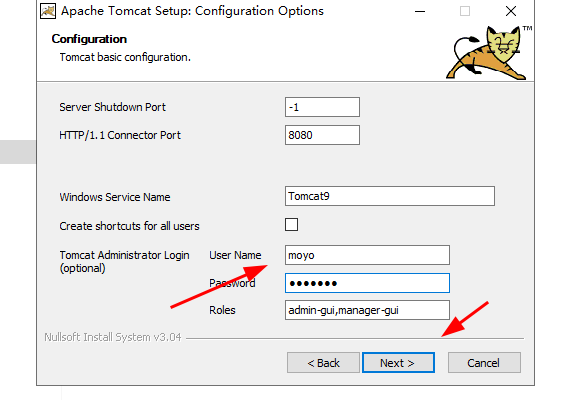 Apache Tomcat Setup: Configuration Options
Configuration
Tomcat basic configuration.
TM
Server Shutdown Port -1
HTTP/1.1 Connector Port 8080
Windows Service Name Tomcat9
Create shortcuts for all users
Tomcat Administrator Login User Name moyo
(optional)
Password •••••••
Roles admin-gui,manager-gui
Nullsoft Install System v3.04
< Back Next > Cancel